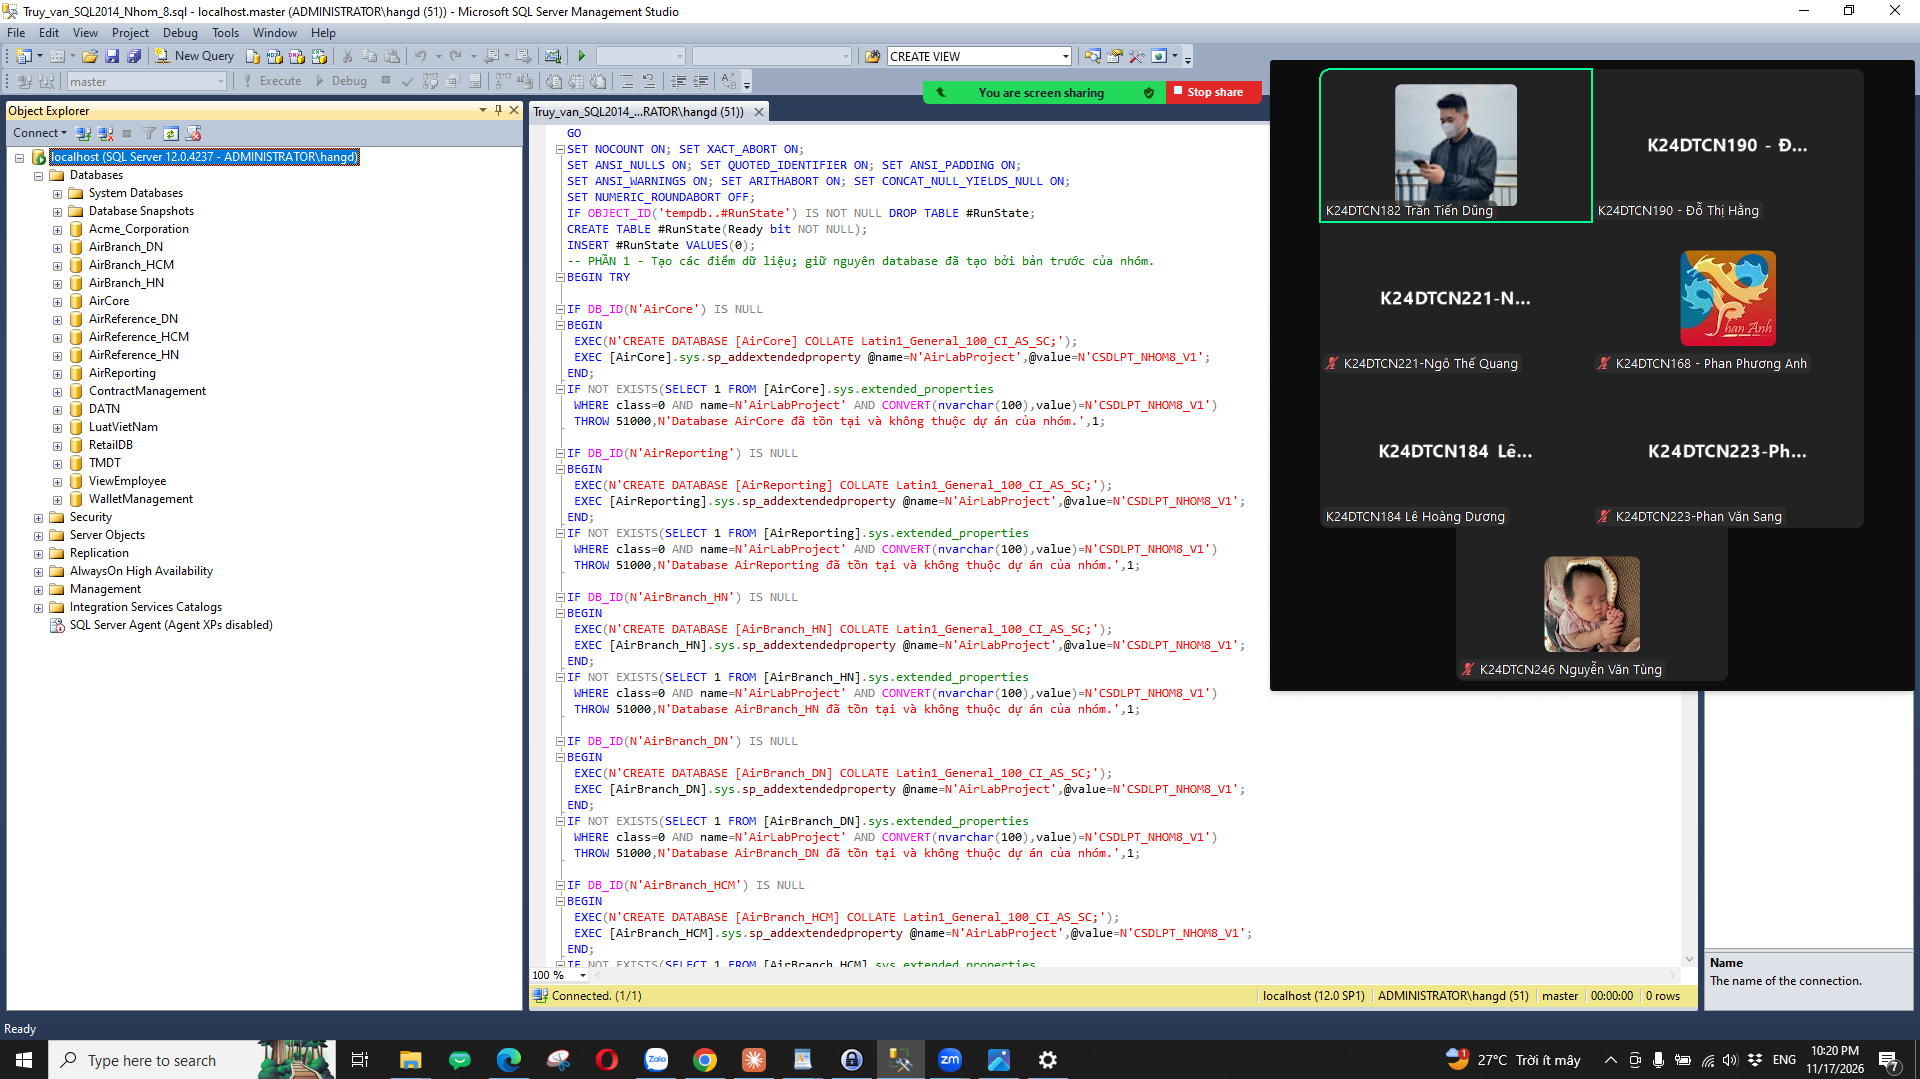 Truy_van_SQL2014_Nhom_8.sql - localhost.master (ADMINISTRATOR\hangd (51)) - Microsoft SQL Server Management Studio
File Edit View Project Debug Tools Window Help
New Query
CREATE VIEW
master
Execute
Debug
You are screen sharing
Stop share
Object Explorer
Connect
localhost (SQL Server 12.0.4237 - ADMINISTRATOR\hangd)
Databases
System Databases
Database Snapshots
Acme_Corporation
AirBranch_DN
AirBranch_HCM
AirBranch_HN
AirCore
AirReference_DN
AirReference_HCM
AirReference_HN
AirReporting
ContractManagement
DATN
LuatVietNam
RetailDB
TMDT
ViewEmployee
WalletManagement
Security
Server Objects
Replication
AlwaysOn High Availability
Management
Integration Services Catalogs
SQL Server Agent (Agent XPs disabled)
Truy_van_SQL2014_...RATOR\hangd (51))
GO
SET NOCOUNT ON; SET XACT_ABORT ON;
SET ANSI_NULLS ON; SET QUOTED_IDENTIFIER ON; SET ANSI_PADDING ON;
SET ANSI_WARNINGS ON; SET ARITHABORT ON; SET CONCAT_NULL_YIELDS_NULL ON;
SET NUMERIC_ROUNDABORT OFF;
IF OBJECT_ID('tempdb..#RunState') IS NOT NULL DROP TABLE #RunState;
CREATE TABLE #RunState(Ready bit NOT NULL);
INSERT #RunState VALUES(0);
-- PHẦN 1 - Tạo các điểm dữ liệu; giữ nguyên database đã tạo bởi bản trước của nhóm.
BEGIN TRY
IF DB_ID(N'AirCore') IS NULL
BEGIN
EXEC(N'CREATE DATABASE [AirCore] COLLATE Latin1_General_100_CI_AS_SC;');
EXEC [AirCore].sys.sp_addextendedproperty @name=N'AirLabProject',@value=N'CSDLPT_NHOM8_V1';
END;
IF NOT EXISTS(SELECT 1 FROM [AirCore].sys.extended_properties
WHERE class=0 AND name=N'AirLabProject' AND CONVERT(nvarchar(100),value)=N'CSDLPT_NHOM8_V1')
THROW 51000,N'Database AirCore đã tồn tại và không thuộc dự án của nhóm.',1;
IF DB_ID(N'AirReporting') IS NULL
BEGIN
EXEC(N'CREATE DATABASE [AirReporting] COLLATE Latin1_General_100_CI_AS_SC;');
EXEC [AirReporting].sys.sp_addextendedproperty @name=N'AirLabProject',@value=N'CSDLPT_NHOM8_V1';
END;
IF NOT EXISTS(SELECT 1 FROM [AirReporting].sys.extended_properties
WHERE class=0 AND name=N'AirLabProject' AND CONVERT(nvarchar(100),value)=N'CSDLPT_NHOM8_V1')
THROW 51000,N'Database AirReporting đã tồn tại và không thuộc dự án của nhóm.',1;
IF DB_ID(N'AirBranch_HN') IS NULL
BEGIN
EXEC(N'CREATE DATABASE [AirBranch_HN] COLLATE Latin1_General_100_CI_AS_SC;');
EXEC [AirBranch_HN].sys.sp_addextendedproperty @name=N'AirLabProject',@value=N'CSDLPT_NHOM8_V1';
END;
IF NOT EXISTS(SELECT 1 FROM [AirBranch_HN].sys.extended_properties
WHERE class=0 AND name=N'AirLabProject' AND CONVERT(nvarchar(100),value)=N'CSDLPT_NHOM8_V1')
THROW 51000,N'Database AirBranch_HN đã tồn tại và không thuộc dự án của nhóm.',1;
IF DB_ID(N'AirBranch_DN') IS NULL
BEGIN
EXEC(N'CREATE DATABASE [AirBranch_DN] COLLATE Latin1_General_100_CI_AS_SC;');
EXEC [AirBranch_DN].sys.sp_addextendedproperty @name=N'AirLabProject',@value=N'CSDLPT_NHOM8_V1';
END;
IF NOT EXISTS(SELECT 1 FROM [AirBranch_DN].sys.extended_properties
WHERE class=0 AND name=N'AirLabProject' AND CONVERT(nvarchar(100),value)=N'CSDLPT_NHOM8_V1')
THROW 51000,N'Database AirBranch_DN đã tồn tại và không thuộc dự án của nhóm.',1;
IF DB_ID(N'AirBranch_HCM') IS NULL
BEGIN
EXEC(N'CREATE DATABASE [AirBranch_HCM] COLLATE Latin1_General_100_CI_AS_SC;');
EXEC [AirBranch_HCM].sys.sp_addextendedproperty @name=N'AirLabProject',@value=N'CSDLPT_NHOM8_V1';
END;
IF NOT EXISTS(SELECT 1 FROM [AirBranch_HCM].sys.extended_properties
100 %
Connected. (1/1)
localhost (12.0 SP1)
ADMINISTRATOR\hangd (51)
master
00:00:00
0 rows
K24DTCN182 Trần Tiến Dũng
K24DTCN190 - Đ...
K24DTCN190 - Đỗ Thị Hằng
K24DTCN221-N...
K24DTCN221-Ngô Thế Quang
Phan Anh
K24DTCN168 - Phan Phương Anh
K24DTCN184 Lê...
K24DTCN184 Lê Hoàng Dương
K24DTCN223-Ph...
K24DTCN223-Phan Văn Sang
K24DTCN246 Nguyễn Văn Tùng
Name
The name of the connection.
Ready
Type here to search
Zalo
zm
1
27°C Trời ít mây
ENG
10:20 PM
11/17/2026
7